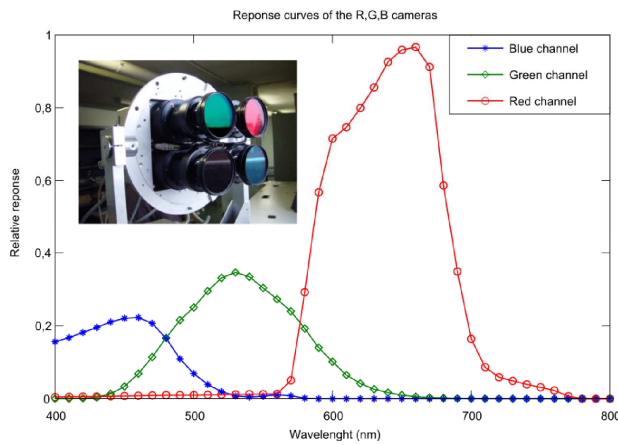 Reponse curves of the R,G,B cameras
1
0,8
0,6
0,4
0,2
0
Relative reponse
Blue channel
Green channel
Red channel
400
500
600
700
800
Wavelenght (nm)